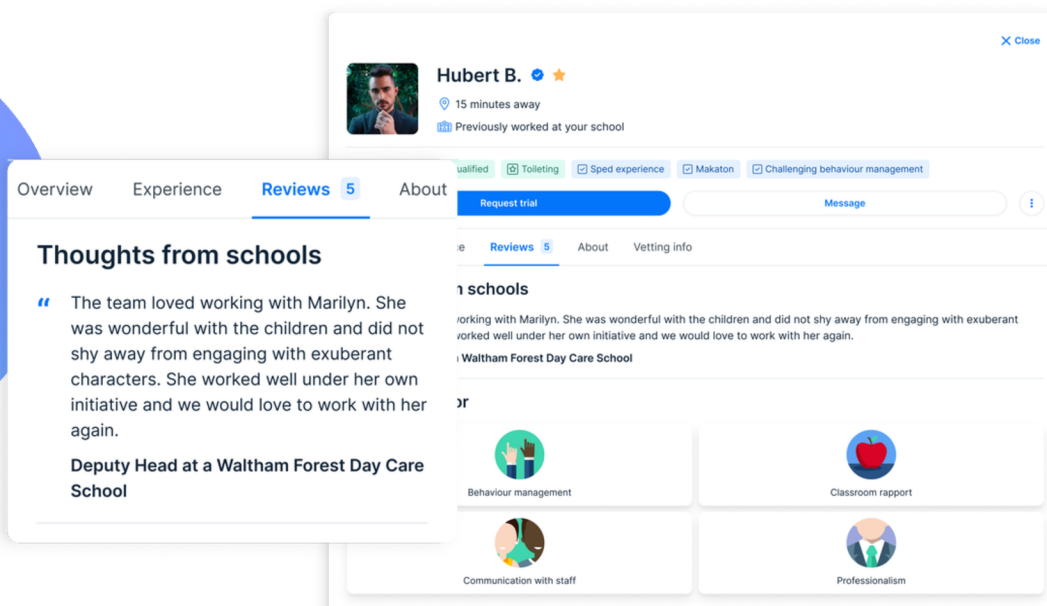 Close
Hubert B.
15 minutes away
Previously worked at your school
Toileting
Sped experience
Makaton
Challenging behaviour management
Request trial
Message
Reviews 5
About
Vetting info
schools
working with Marilyn. She was wonderful with the children and did not shy away from engaging with exuberant
worked well under her own initiative and we would love to work with her again.
Waltham Forest Day Care School
Behaviour management
Classroom rapport
Communication with staff
Professionalism
Overview
Experience
Reviews 5
About
Thoughts from schools
“ The team loved working with Marilyn. She
was wonderful with the children and did not
shy away from engaging with exuberant
characters. She worked well under her own
initiative and we would love to work with her
again.
Deputy Head at a Waltham Forest Day Care
School